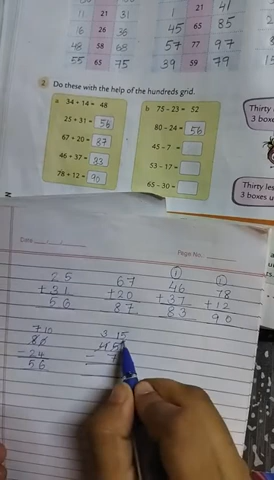 11 21 31
16 26 36
48 58 68
55 65 75
1 21 41
45 65 85
57 77 97
39 59 79
2 Do these with the help of the hundreds grid.
a 34 + 14 = 48
25 + 31 = 56
67 + 20 = 87
46 + 37 = 83
78 + 12 = 90
b 75 – 23 = 52
80 – 24 = 56
45 – 7 =
53 – 17 =
65 – 30 =
Thirty
3 boxe
Thirty les
3 boxes u
Date
Page No.
25 67 46 78
+31 +20 +37 +12
56 87 83 90
7 10 3 15
80 45
-24 - 7
56